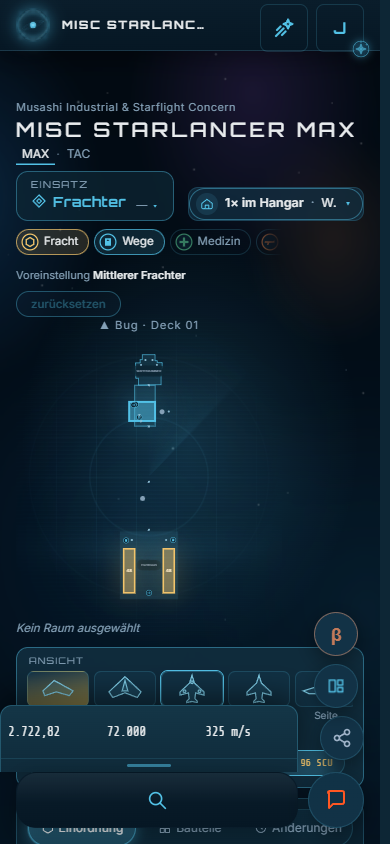 MISC STARLANC…
Musashi Industrial & Starflight Concern
MISC STARLANCER MAX
MAX · TAC
EINSATZ
Frachter
1× im Hangar · W.
Fracht
Wege
Medizin
Voreinstellung Mittlerer Frachter
zurücksetzen
▲ Bug · Deck 01
Kein Raum ausgewählt
β
ANSICHT
Seite
2.722,82 72.000 325 m/s
96 SCU
Einordnung
Bauteile
Änderungen